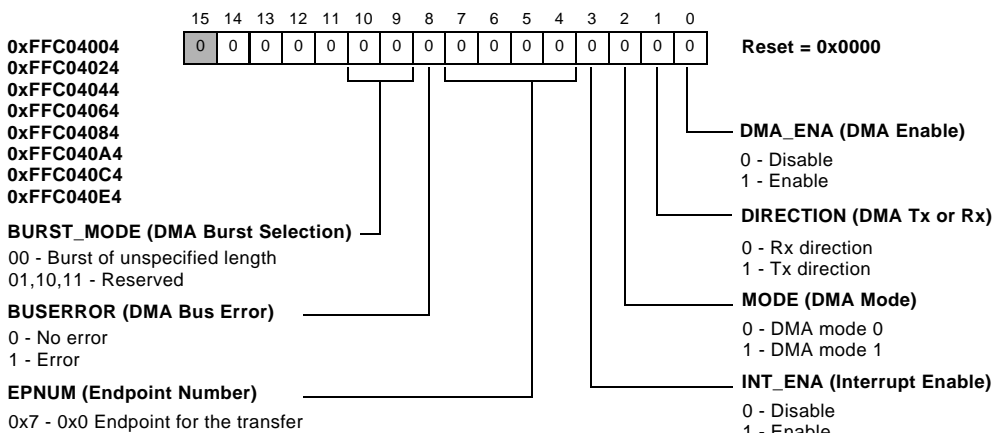 15 14 13 12 11 10 9 8 7 6 5 4 3 2 1 0
0xFFC04004
0 0 0 0 0 0 0 0 0 0 0 0 0 0 0 0
Reset = 0x0000
0xFFC04024
0xFFC04044
0xFFC04064
0xFFC04084
0xFFC040A4
0xFFC040C4
0xFFC040E4
BURST_MODE (DMA Burst Selection)
00 - Burst of unspecified length
01,10,11 - Reserved
BUSERROR (DMA Bus Error)
0 - No error
1 - Error
EPNUM (Endpoint Number)
0x7 - 0x0 Endpoint for the transfer
DMA_ENA (DMA Enable)
0 - Disable
1 - Enable
DIRECTION (DMA Tx or Rx)
0 - Rx direction
1 - Tx direction
MODE (DMA Mode)
0 - DMA mode 0
1 - DMA mode 1
INT_ENA (Interrupt Enable)
0 - Disable
1 - Enable